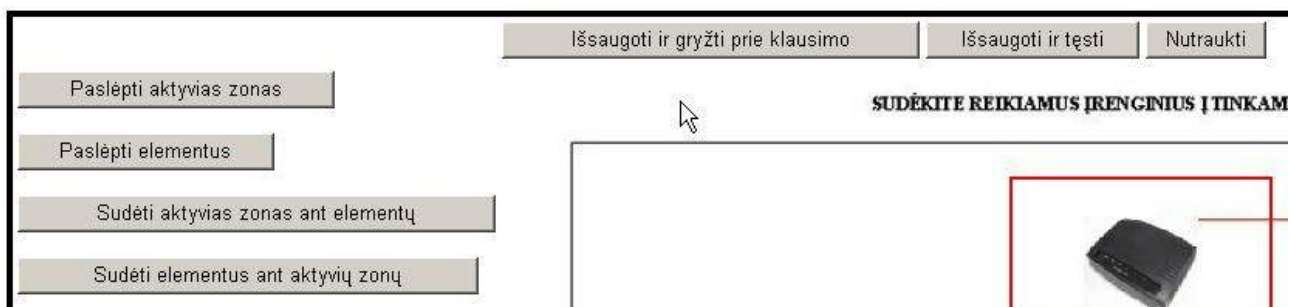 Išsaugoti ir gryžti prie klausimo
Išsaugoti ir tęsti
Nutraukti
Paslėpti aktyvias zonas
SUDĖKITE REIKIAMUS ĮRENGINIUS Į TINKAM
Paslėpti elementus
Sudėti aktyvias zonas ant elementų
Sudėti elementus ant aktyvių zonų